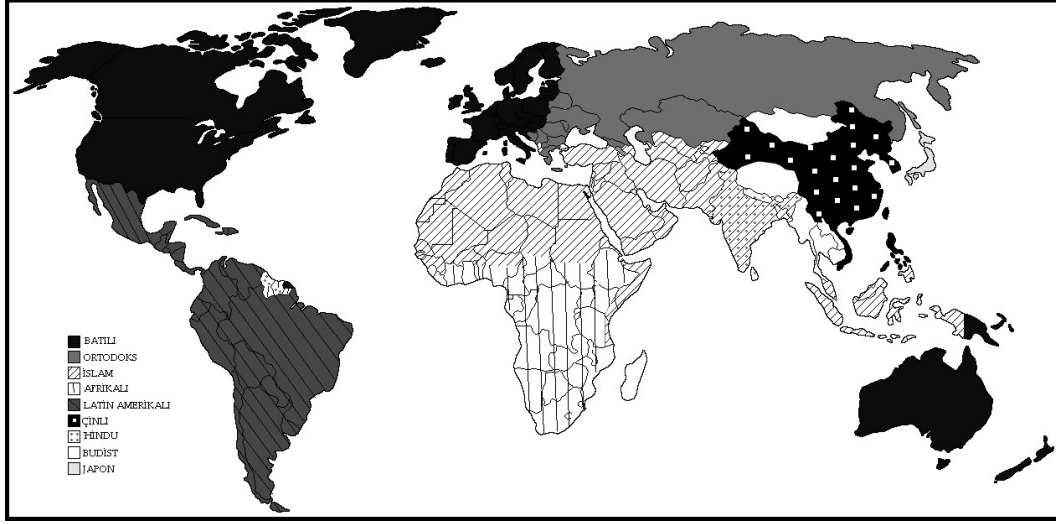 BATILI
ORTODOKS
İSLAM
AFRİKALI
LATİN AMERİKALI
ÇİNLİ
HİNDU
BUDİST
JAPON